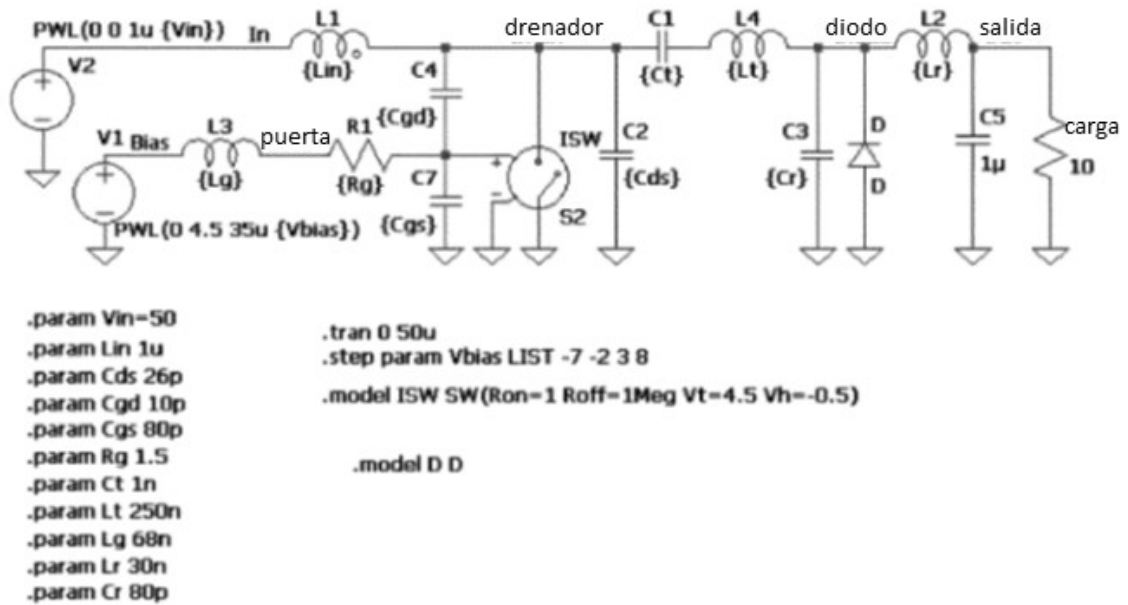 PWL(0 0 1u {Vin})
In
L1
{Lin}
drenador
C1
{Ct}
L4
{Lt}
diodo
L2
{Lr}
salida
V2
V1
Bias
L3
{Lg}
puerta
R1
{Rg}
C4
{Cgd}
C7
{Cgs}
ISW
S2
C2
{Cds}
C3
{Cr}
D
D
C5
1µ
carga
10
PWL(0 4.5 35u {Vbias})
.param Vin=50
.param Lin 1u
.param Cds 26p
.param Cgd 10p
.param Cgs 80p
.param Rg 1.5
.param Ct 1n
.param Lt 250n
.param Lg 68n
.param Lr 30n
.param Cr 80p
.tran 0 50u
.step param Vbias LIST -7 -2 3 8
.model ISW SW(Ron=1 Roff=1Meg Vt=4.5 Vh=-0.5)
.model D D